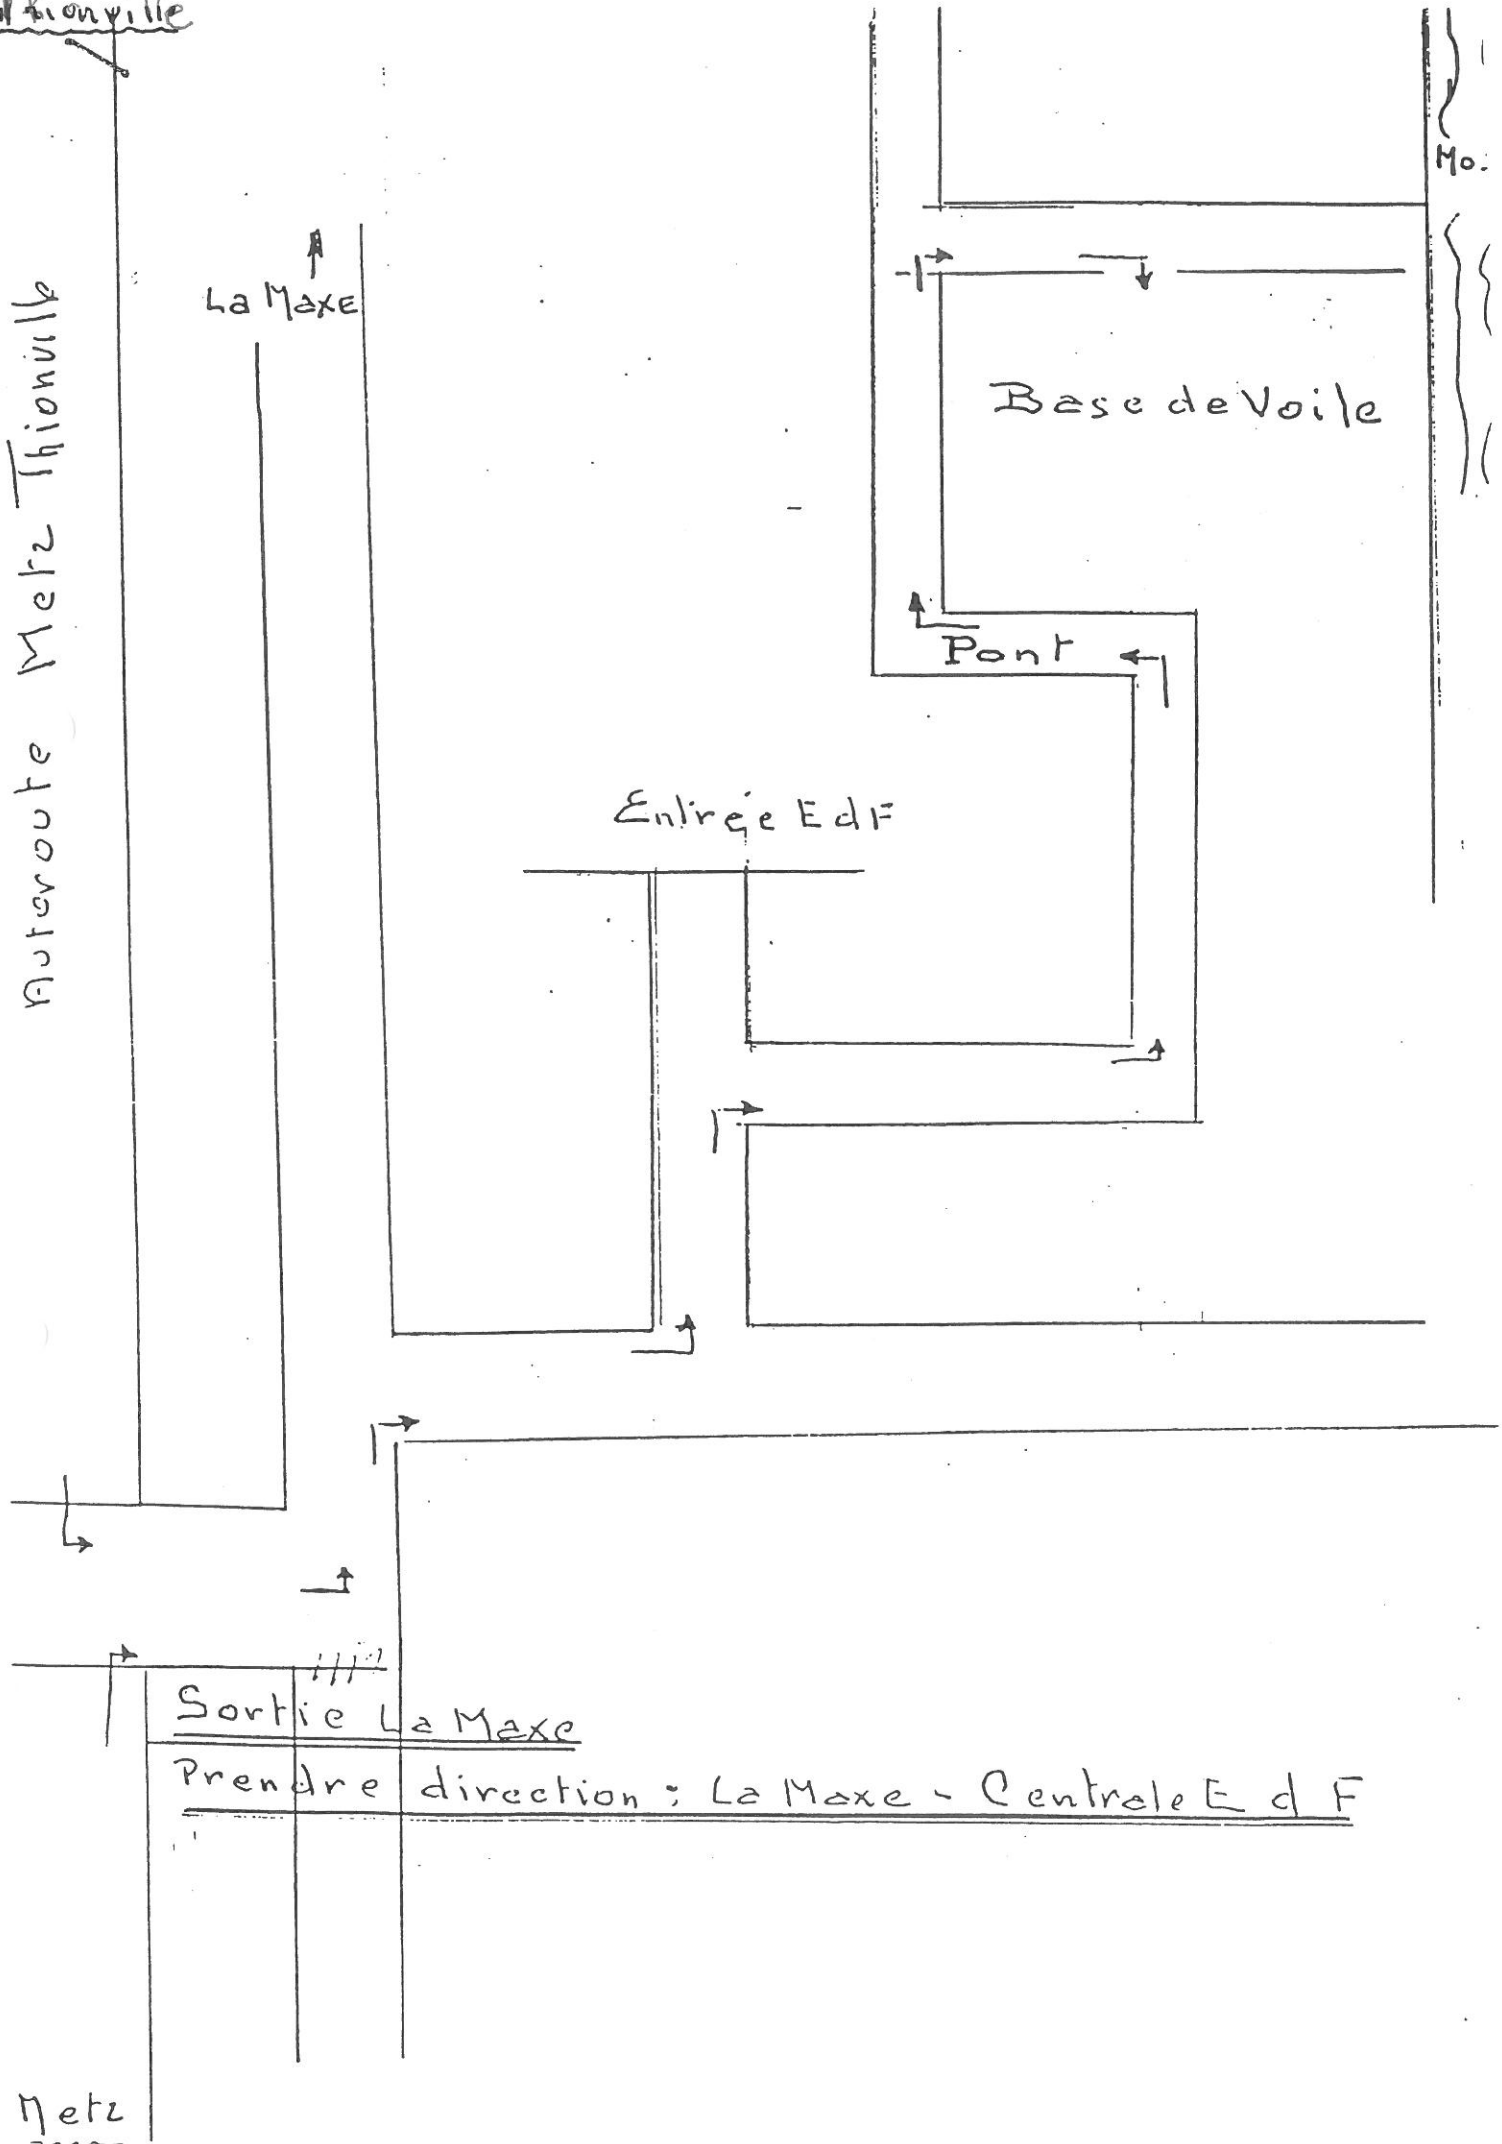 Thionville
Mo.
La Maxe
Autoroute Metz Thionville
Base de Voile
Pont
Entrée EdF
Sortie La Maxe
Prendre direction : La Maxe - Centrale E d F
Metz